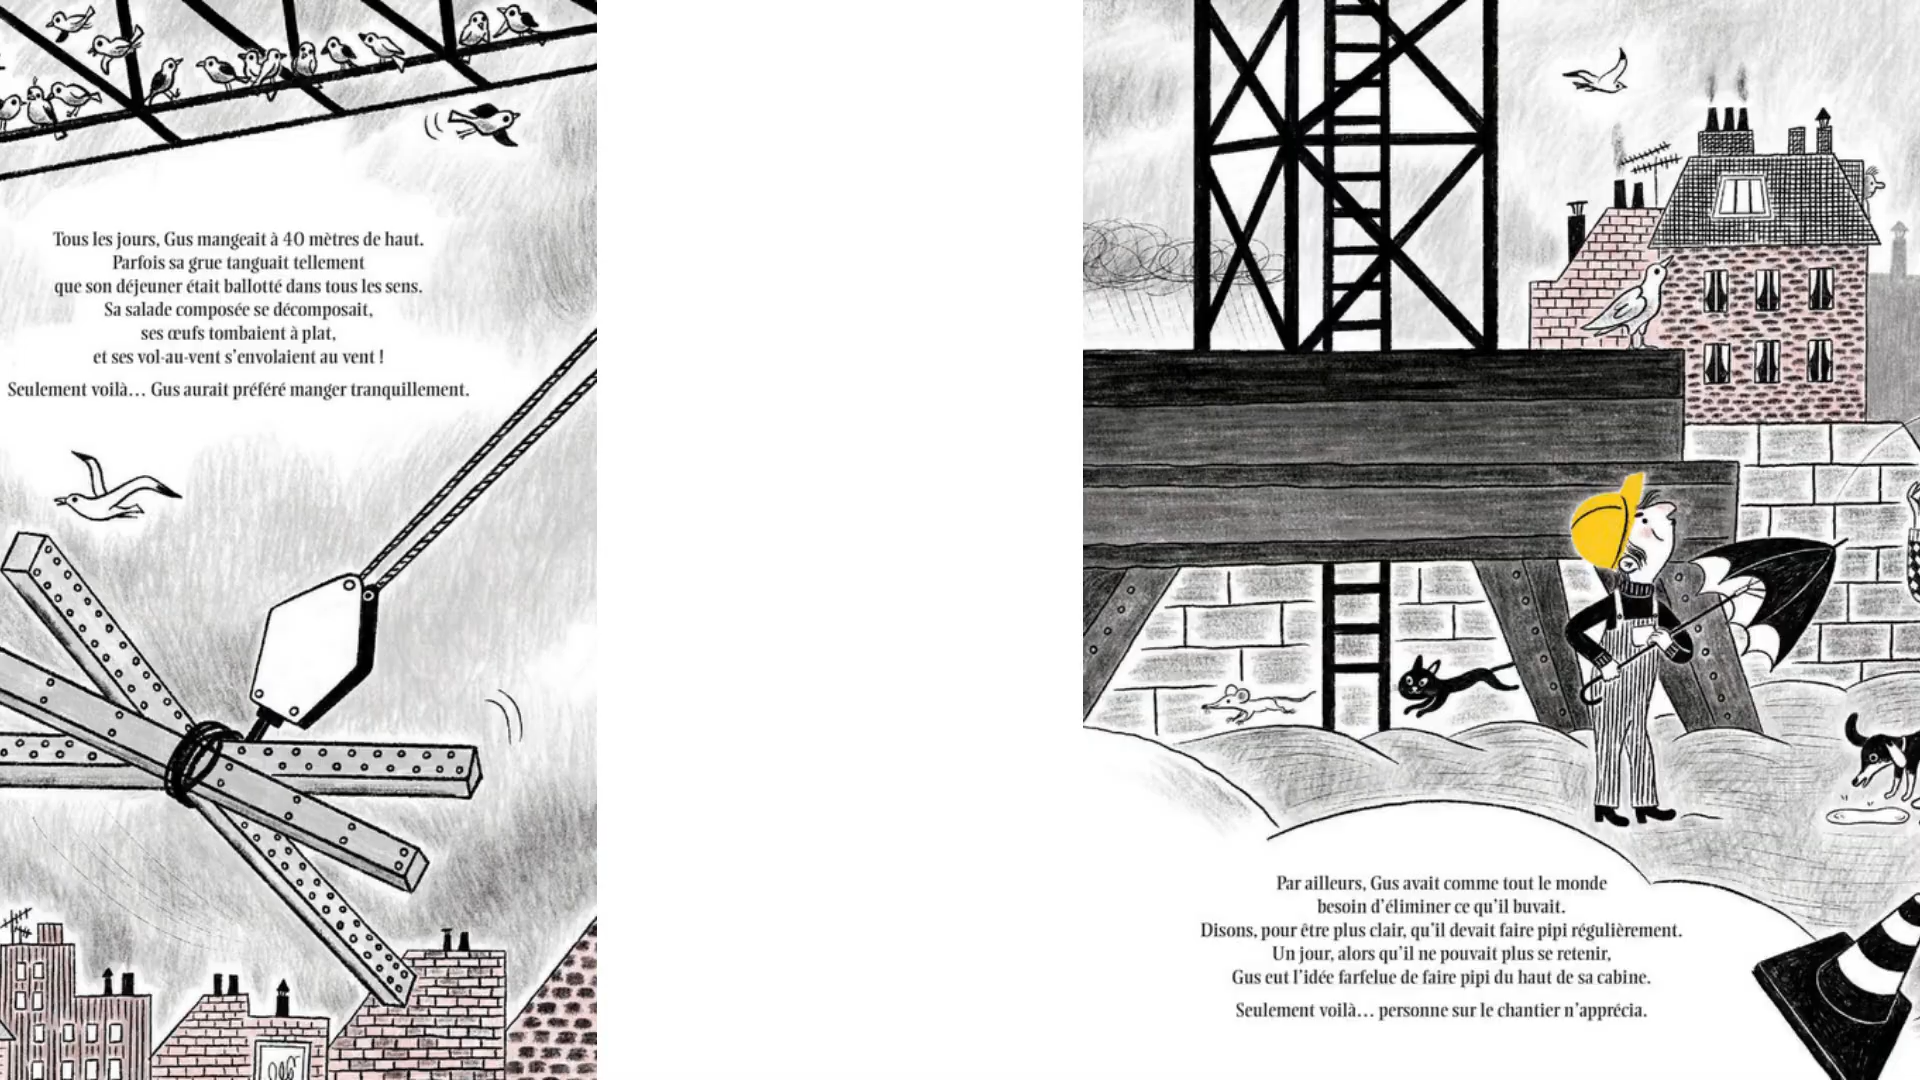 Tous les jours, Gus mangeait à 40 mètres de haut.
Parfois sa grue tanguait tellement
que son déjeuner était ballotté dans tous les sens.
Sa salade composée se décomposait,
ses œufs tombaient à plat,
et ses vol-au-vent s'envolaient au vent !
Seulement voilà… Gus aurait préféré manger tranquillement.
Par ailleurs, Gus avait comme tout le monde
besoin d'éliminer ce qu'il buvait.
Disons, pour être plus clair, qu'il devait faire pipi régulièrement.
Un jour, alors qu'il ne pouvait plus se retenir,
Gus eut l'idée farfelue de faire pipi du haut de sa cabine.
Seulement voilà… personne sur le chantier n'apprécia.